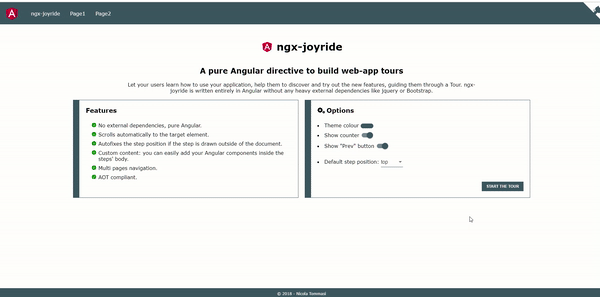 ngx-joyride Page1 Page2
ngx-joyride
A pure Angular directive to build web-app tours
Let your users learn how to use your application, help them to discover and try out the new features, guiding them through a Tour. ngx-
joyride is written entirely in Angular without any heavy external dependencies like jquery or Bootstrap.
Features
No external dependencies, pure Angular.
Scrolls automatically to the target element.
Autofixes the step position if the step is drawn outside of the document.
Custom content: you can easily add your Angular components inside the
steps' body.
Multi pages navigation.
AOT compliant.
Options
Theme colour
Show counter
Show "Prev" button
Default step position: top
START THE TOUR
© 2018 - Nicola Tommasi